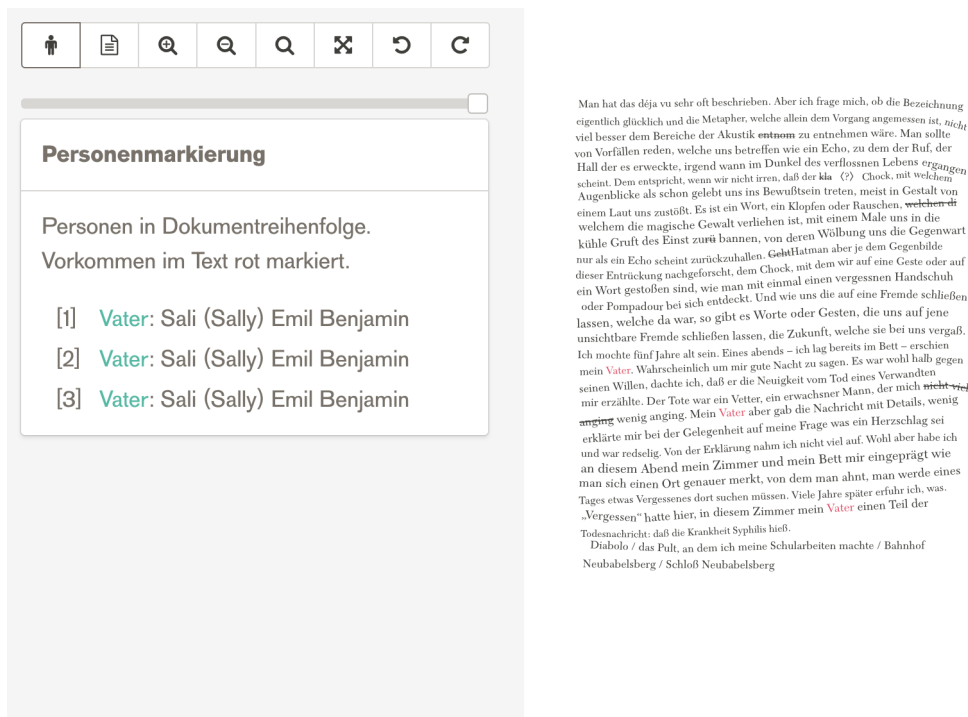 Personenmarkierung
Personen in Dokumentreihenfolge.
Vorkommen im Text rot markiert.
[1] Vater: Sali (Sally) Emil Benjamin
[2] Vater: Sali (Sally) Emil Benjamin
[3] Vater: Sali (Sally) Emil Benjamin
Man hat das déja vu sehr oft beschrieben. Aber ich frage mich, ob die Bezeichnung
eigentlich glücklich und die Metapher, welche allein dem Vorgang angemessen ist, nicht
viel besser dem Bereiche der Akustik entnom zu entnehmen wäre. Man sollte
von Vorfällen reden, welche uns betreffen wie ein Echo, zu dem der Ruf, der
Hall der es erweckte, irgend wann im Dunkel des verflossnen Lebens ergangen
scheint. Dem entspricht, wenn wir nicht irren, daß der kla 〈?〉 Chock, mit welchem
Augenblicke als schon gelebt uns ins Bewußtsein treten, meist in Gestalt von
einem Laut uns zustößt. Es ist ein Wort, ein Klopfen oder Rauschen, welchen di
welchem die magische Gewalt verliehen ist, mit einem Male uns in die
kühle Gruft des Einst zurü bannen, von deren Wölbung uns die Gegenwart
nur als ein Echo scheint zurückzuhallen. GehtHatman aber je dem Gegenbilde
dieser Entrückung nachgeforscht, dem Chock, mit dem wir auf eine Geste oder auf
ein Wort gestoßen sind, wie man mit einmal einen vergessnen Handschuh
oder Pompadour bei sich entdeckt. Und wie uns die auf eine Fremde schließen
lassen, welche da war, so gibt es Worte oder Gesten, die uns auf jene
unsichtbare Fremde schließen lassen, die Zukunft, welche sie bei uns vergaß.
Ich mochte fünf Jahre alt sein. Eines abends – ich lag bereits im Bett – erschien
mein Vater. Wahrscheinlich um mir gute Nacht zu sagen. Es war wohl halb gegen
seinen Willen, dachte ich, daß er die Neuigkeit vom Tod eines Verwandten
mir erzählte. Der Tote war ein Vetter, ein erwachsner Mann, der mich nicht viel
anging wenig anging. Mein Vater aber gab die Nachricht mit Details, wenig
erklärte mir bei der Gelegenheit auf meine Frage was ein Herzschlag sei
und war redselig. Von der Erklärung nahm ich nicht viel auf. Wohl aber habe ich
an diesem Abend mein Zimmer und mein Bett mir eingeprägt wie
man sich einen Ort genauer merkt, von dem man ahnt, man werde eines
Tages etwas Vergessenes dort suchen müssen. Viele Jahre später erfuhr ich, was.
„Vergessen“ hatte hier, in diesem Zimmer mein Vater einen Teil der
Todesnachricht: daß die Krankheit Syphilis hieß.
Diabolo / das Pult, an dem ich meine Schularbeiten machte / Bahnhof
Neubabelsberg / Schloß Neubabelsberg